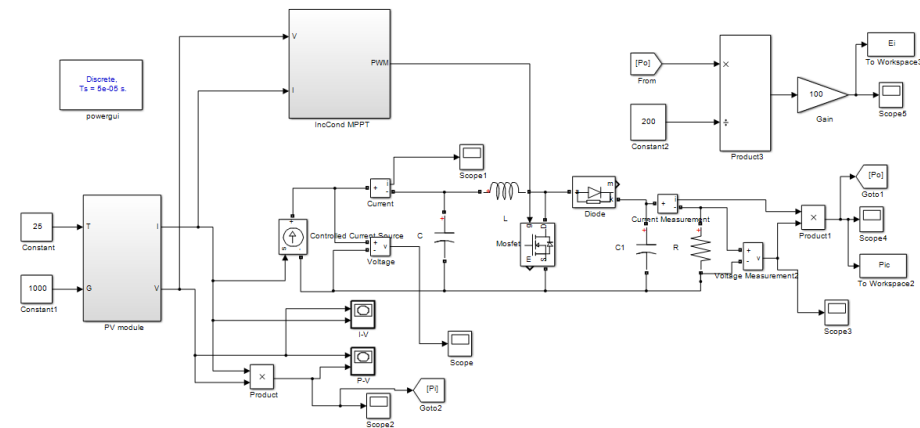 V
I
PWM
IncCond MPPT
Discrete,
Ts = 5e-05 s.
powergui
[Po]
From
200
Constant2
×
÷
Product3
100
Gain
Ei
To Workspace3
Scope5
Scope1
i
+
-
Current
L
m
k
Diode
[Po]
Goto1
25
Constant
1000
Constant1
T
G
I
V
PV module
+
s
-
Controlled Current Source
+
-
v
Voltage
C
+
g
D
Mosfet
E
S
i
+
-
Current Measurement
+
C1
+
R
+
-
v
Voltage Measurement2
×
Product1
Scope4
Pic
To Workspace2
Scope3
I-V
P-V
Scope
×
Product
Scope2
[Pi]
Goto2